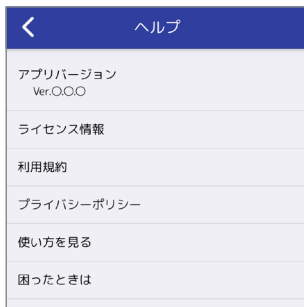 ヘルプ
アプリバージョン
Ver.〇.〇.〇
ライセンス情報
利用規約
プライバシーポリシー
使い方を見る
困ったときは